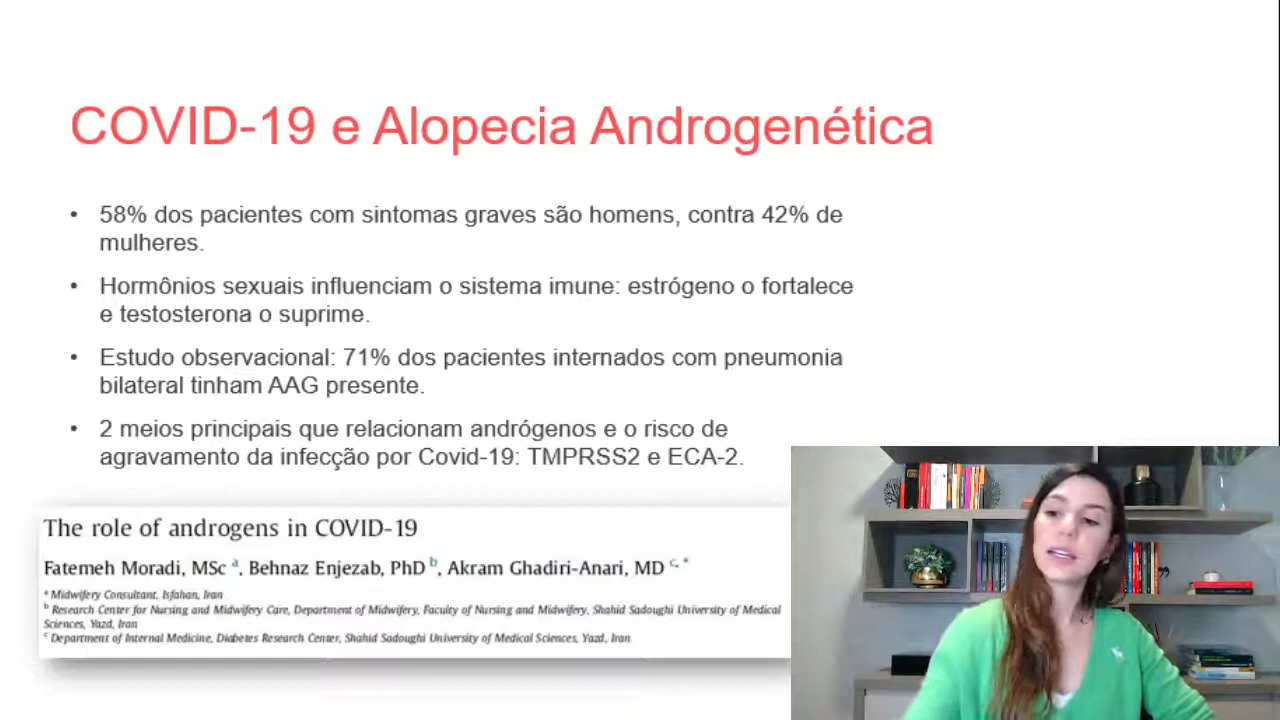 COVID-19 e Alopecia Androgenética
• 58% dos pacientes com sintomas graves são homens, contra 42% de
mulheres.
• Hormônios sexuais influenciam o sistema imune: estrógeno o fortalece
e testosterona o suprime.
• Estudo observacional: 71% dos pacientes internados com pneumonia
bilateral tinham AAG presente.
• 2 meios principais que relacionam andrógenos e o risco de
agravamento da infecção por Covid-19: TMPRSS2 e ECA-2.
The role of androgens in COVID-19
Fatemeh Moradi, MSc a, Behnaz Enjezab, PhD b, Akram Ghadiri-Anari, MD c, *
a Midwifery Consultant, Isfahan, Iran
b Research Center for Nursing and Midwifery Care, Department of Midwifery, Faculty of Nursing and Midwifery, Shahid Sadoughi University of Medical
Sciences, Yazd, Iran
c Department of Internal Medicine, Diabetes Research Center, Shahid Sadoughi University of Medical Sciences, Yazd, Iran